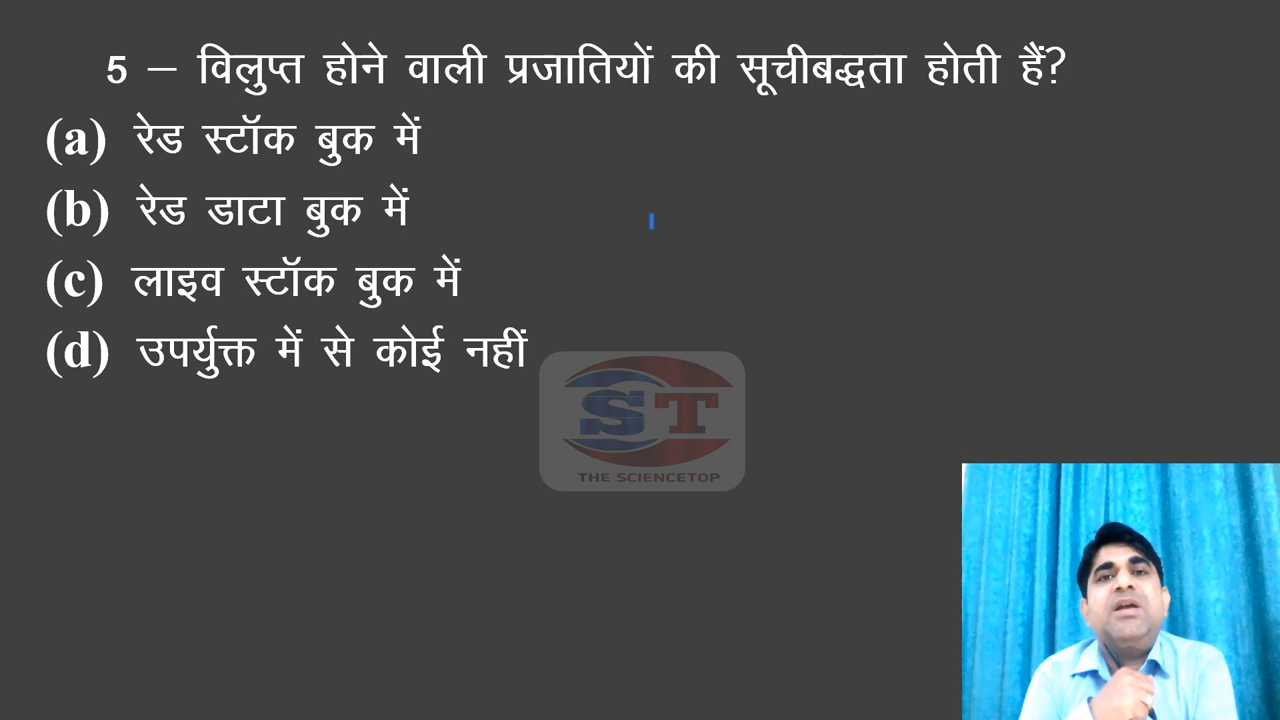 5 – विलुप्त होने वाली प्रजातियों की सूचीबद्धता होती हैं?
(a) रेड स्टॉक बुक में
(b) रेड डाटा बुक में
(c) लाइव स्टॉक बुक में
(d) उपर्युक्त में से कोई नहीं
ST
THE SCIENCETOP